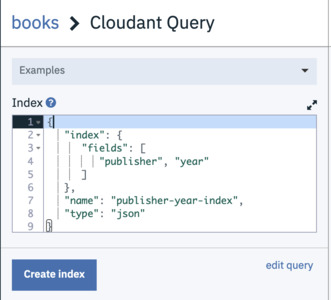 books > Cloudant Query
Examples
Index ?
1 {
2 "index": {
3 "fields": [
4 "publisher", "year"
5 ]
6 },
7 "name": "publisher-year-index",
8 "type": "json"
9 }
edit query
Create index